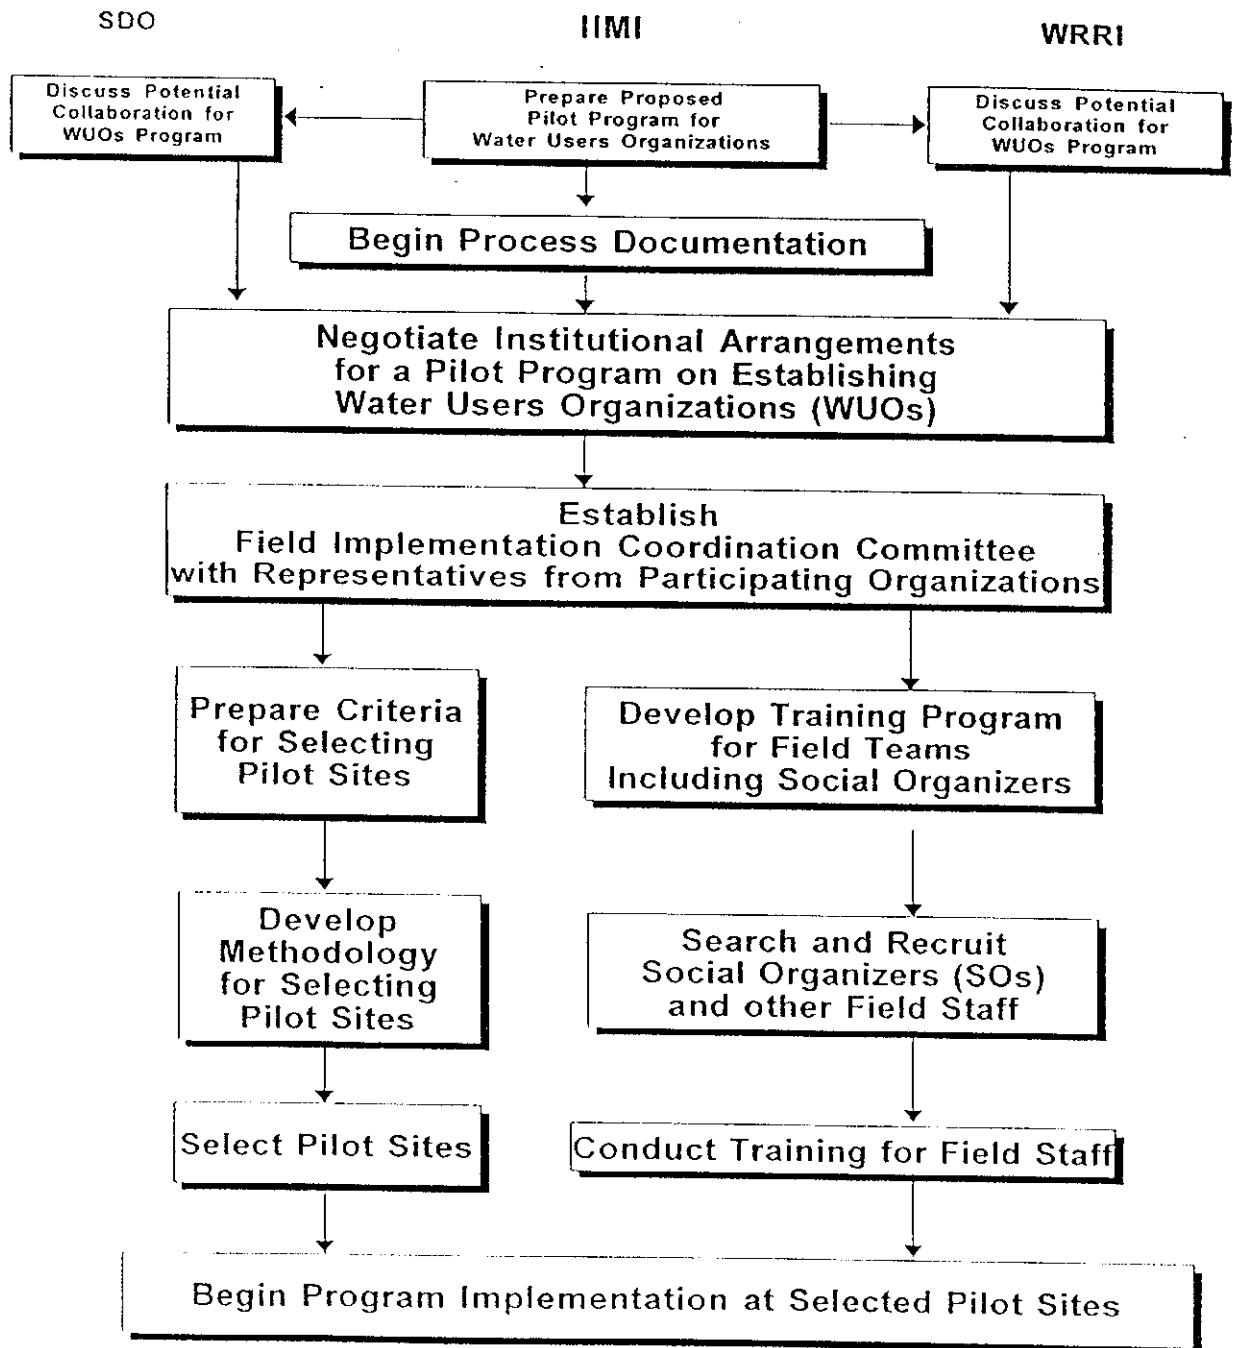 SDO
IIMI
WRRI
Discuss Potential
Collaboration for
WUOs Program
Prepare Proposed
Pilot Program for
Water Users Organizations
Discuss Potential
Collaboration for
WUOs Program
Begin Process Documentation
Negotiate Institutional Arrangements
for a Pilot Program on Establishing
Water Users Organizations (WUOs)
Establish
Field Implementation Coordination Committee
with Representatives from Participating Organizations
Prepare Criteria
for Selecting
Pilot Sites
Develop Training Program
for Field Teams
Including Social Organizers
Develop
Methodology
for Selecting
Pilot Sites
Search and Recruit
Social Organizers (SOs)
and other Field Staff
Select Pilot Sites
Conduct Training for Field Staff
Begin Program Implementation at Selected Pilot Sites